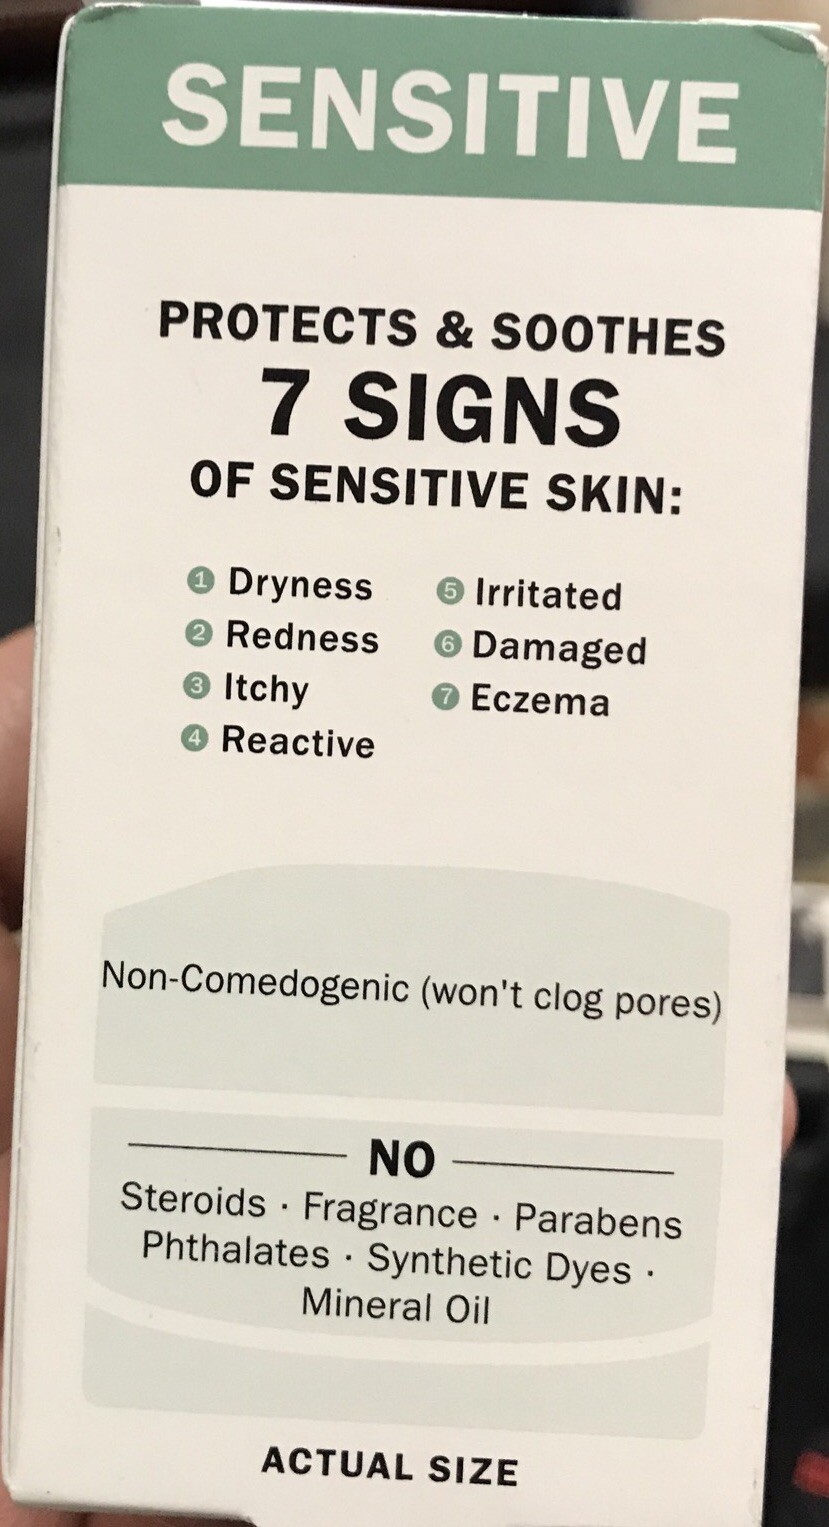 SENSITIVE
PROTECTS & SOOTHES
7 SIGNS
OF SENSITIVE SKIN:
1 Dryness
2 Redness
3 Itchy
4 Reactive
5 Irritated
6 Damaged
7 Eczema
Non-Comedogenic (won't clog pores)
NO
Steroids · Fragrance · Parabens
Phthalates · Synthetic Dyes ·
Mineral Oil
ACTUAL SIZE